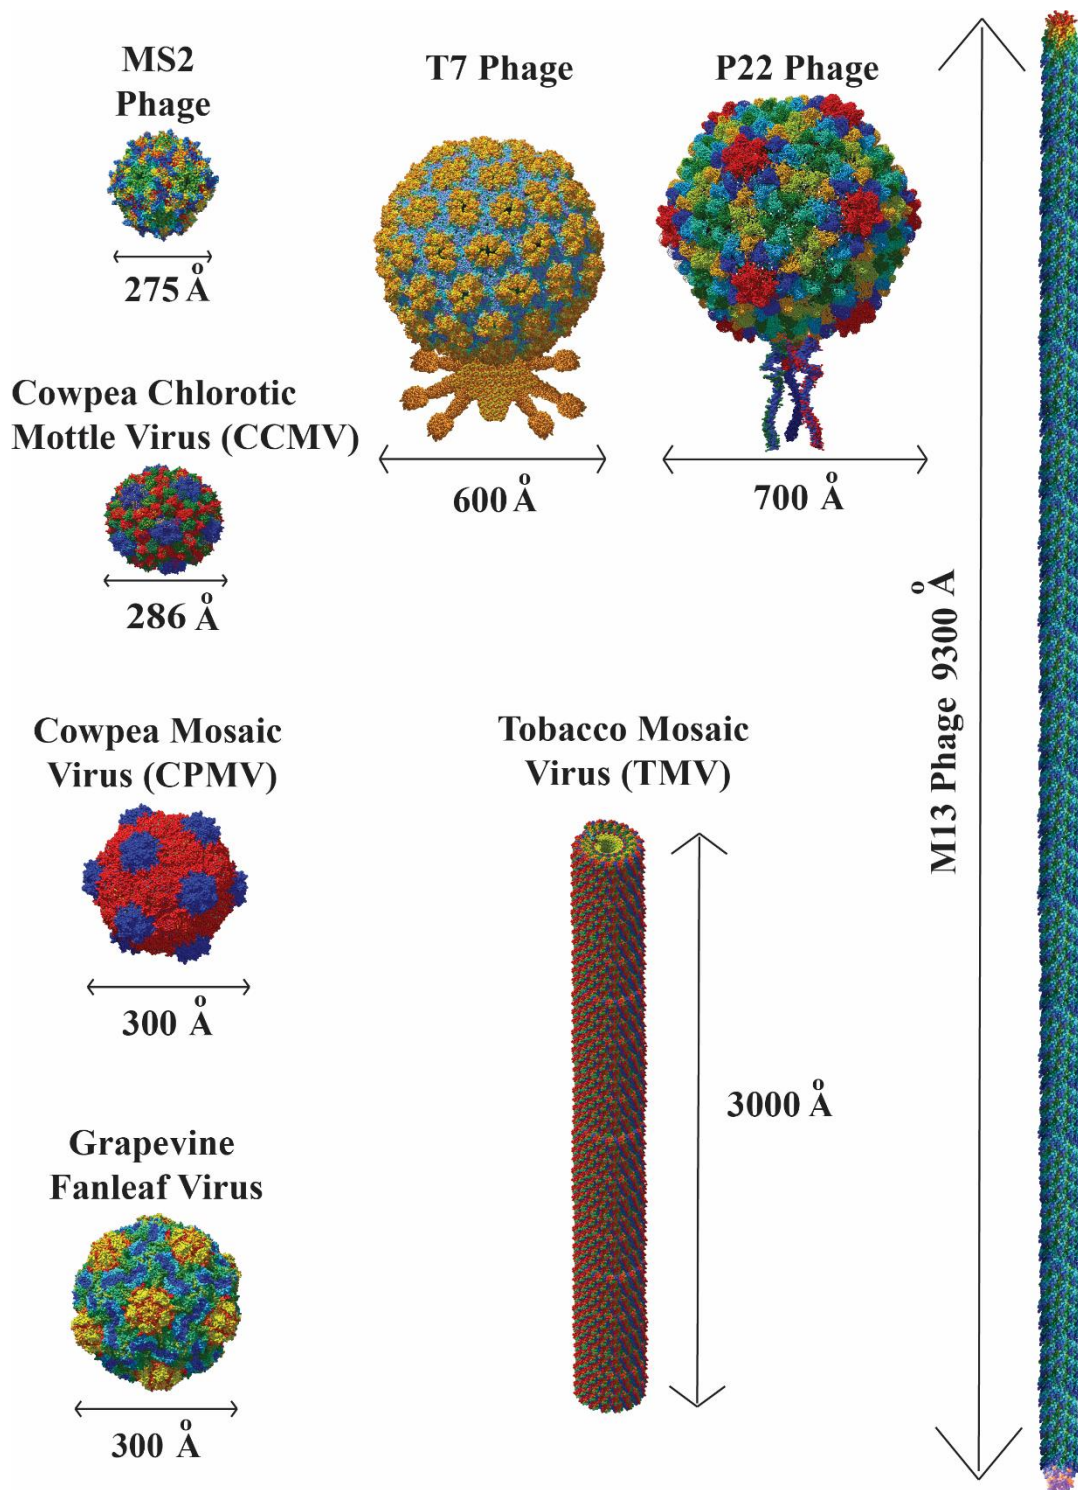 MS2
Phage
275 Å
T7 Phage
600 Å
P22 Phage
700 Å
Cowpea Chlorotic
Mottle Virus (CCMV)
286 Å
Cowpea Mosaic
Virus (CPMV)
300 Å
Grapevine
Fanleaf Virus
300 Å
Tobacco Mosaic
Virus (TMV)
3000 Å
M13 Phage 9300 Å